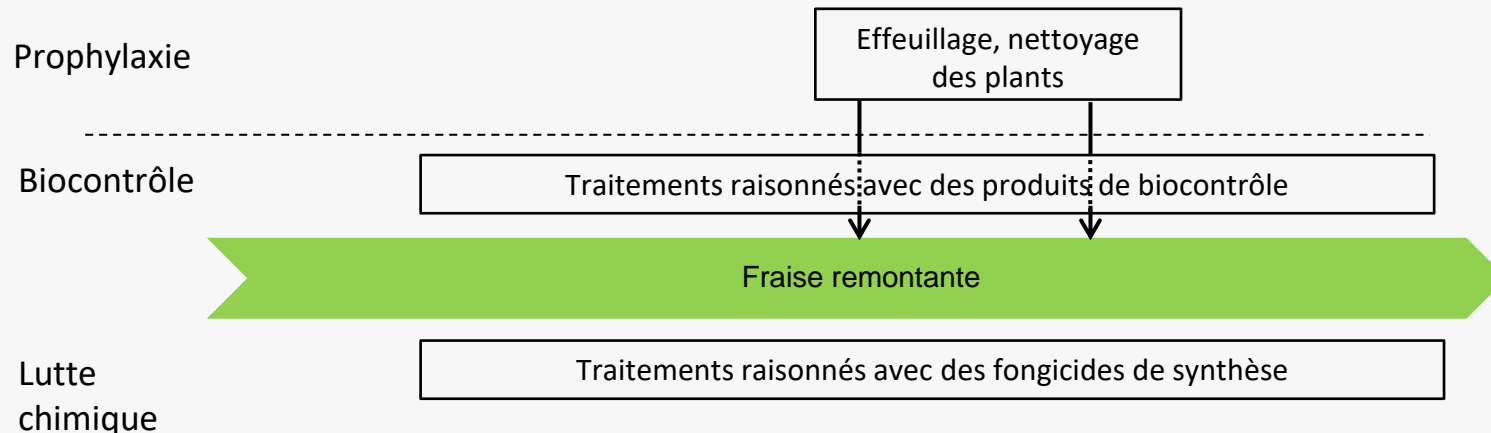 Prophylaxie
Effeuillage, nettoyage
des plants
Biocontrôle
Traitements raisonnés avec des produits de biocontrôle
Fraise remontante
Lutte
chimique
Traitements raisonnés avec des fongicides de synthèse